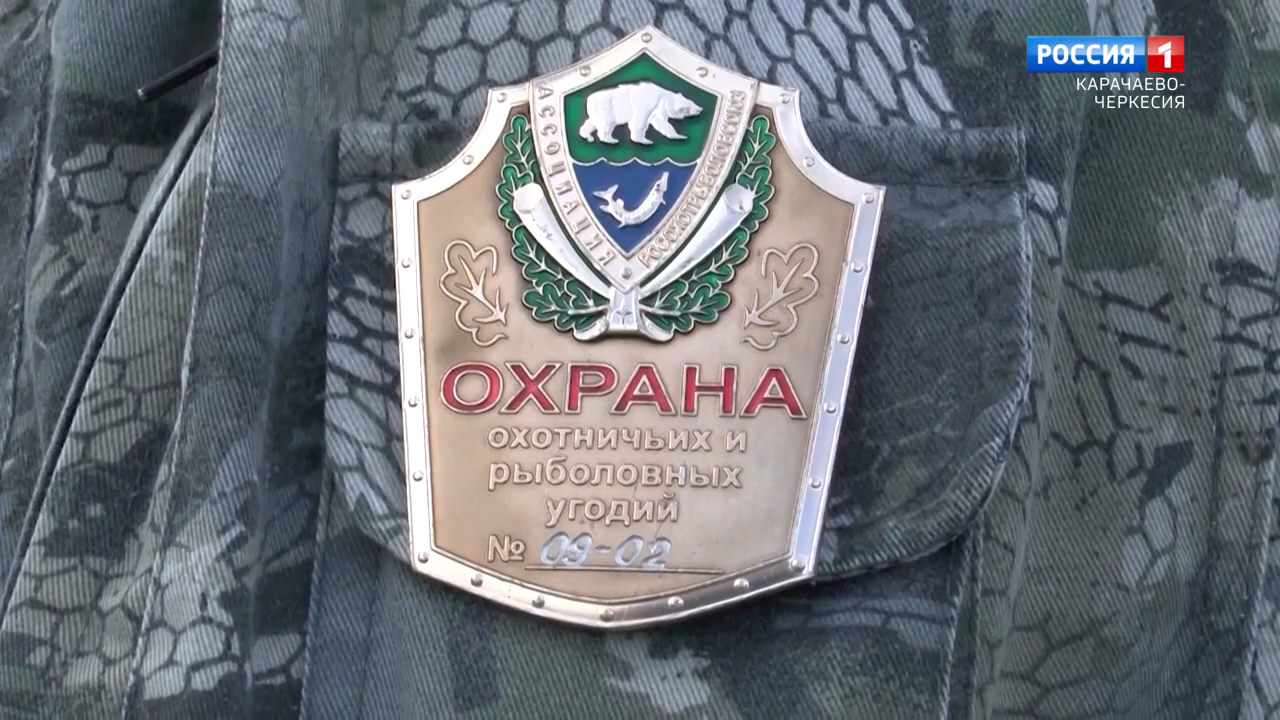 РОССИЯ 1
КАРАЧАЕВО-
ЧЕРКЕСИЯ
АССОЦИАЦИЯ
РОСОХОТРЫБОЛОВСОЮЗ
ОХРАНА
охотничьих и
рыболовных
угодий
№ 09-02